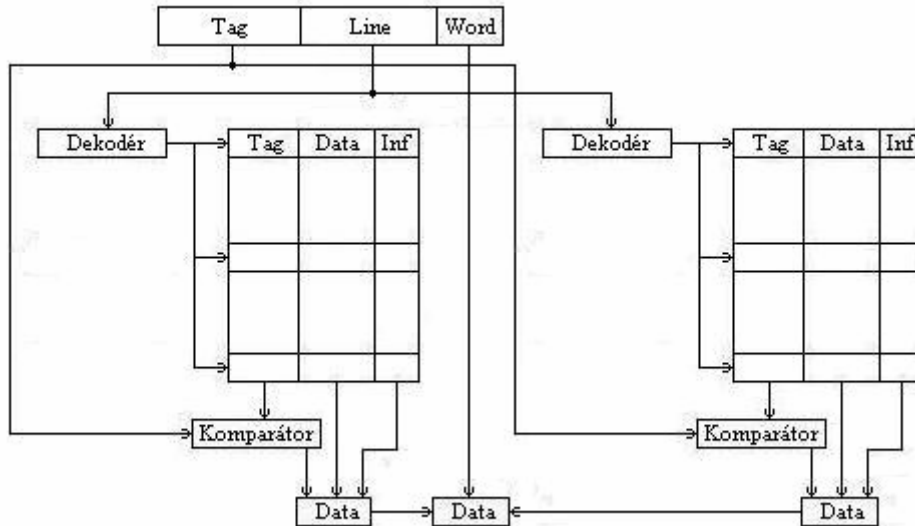 Tag Line Word
Dekodér Tag Data Inf Dekodér Tag Data Inf
Komparátor Komparátor
Data Data Data